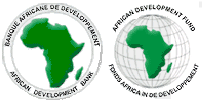 BANQUE AFRICAINE DE DEVELOPPEMENT
AFRICAN DEVELOPMENT BANK
AFRICAN DEVELOPMENT FUND
FONDS AFRICAIN DE DEVELOPPEMENT